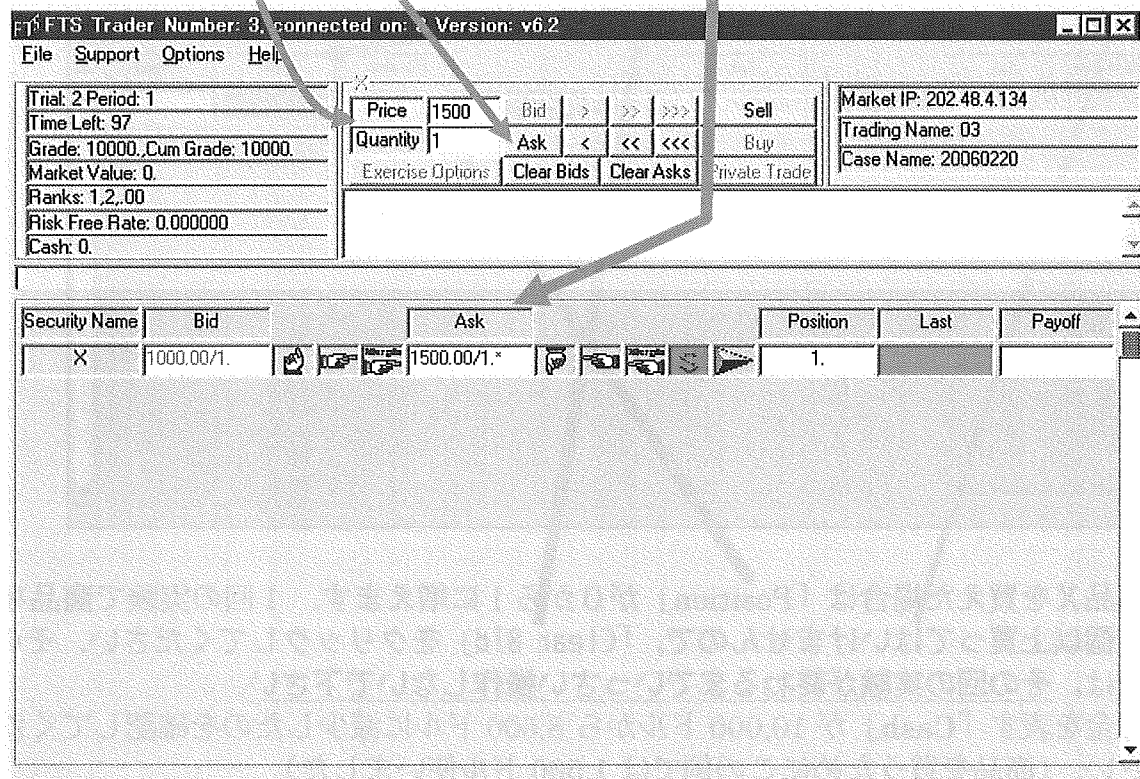 FTS Trader Number: 3, connected on: 3 Version: v6.2
File Support Options Help
Trial: 2 Period: 1
Time Left: 97
Grade: 10000.,Cum Grade: 10000.
Market Value: 0.
Ranks: 1,2,.00
Risk Free Rate: 0.000000
Cash: 0.
X
Price 1500 Bid > >> >>> Sell
Quantity 1 Ask < << <<< Buy
Exercise Options Clear Bids Clear Asks Private Trade
Market IP: 202.48.4.134
Trading Name: 03
Case Name: 20060220
Security Name Bid Ask Position Last Payoff
X 1000.00/1. Margin 1500.00/1.* Margin S 1.